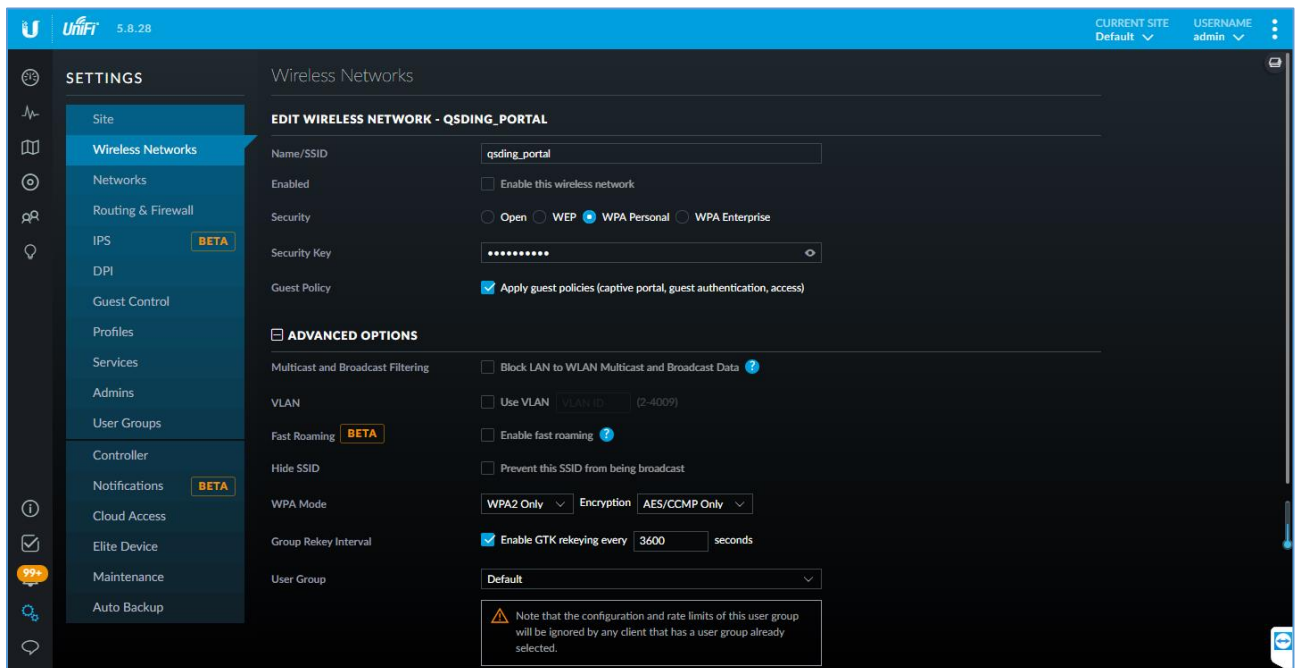 UniFi 5.8.28
CURRENT SITE
Default
USERNAME
admin
SETTINGS
Site
Wireless Networks
Networks
Routing & Firewall
IPS BETA
DPI
Guest Control
Profiles
Services
Admins
User Groups
Controller
Notifications BETA
Cloud Access
Elite Device
Maintenance
Auto Backup
99+
Wireless Networks
EDIT WIRELESS NETWORK - QSDING_PORTAL
Name/SSID qsding_portal
Enabled Enable this wireless network
Security Open WEP WPA Personal WPA Enterprise
Security Key ••••••••••
Guest Policy Apply guest policies (captive portal, guest authentication, access)
ADVANCED OPTIONS
Multicast and Broadcast Filtering Block LAN to WLAN Multicast and Broadcast Data ?
VLAN Use VLAN VLAN ID (2-4009)
Fast Roaming BETA Enable fast roaming ?
Hide SSID Prevent this SSID from being broadcast
WPA Mode WPA2 Only Encryption AES/CCMP Only
Group Rekey Interval Enable GTK rekeying every 3600 seconds
User Group Default
Note that the configuration and rate limits of this user group
will be ignored by any client that has a user group already
selected.